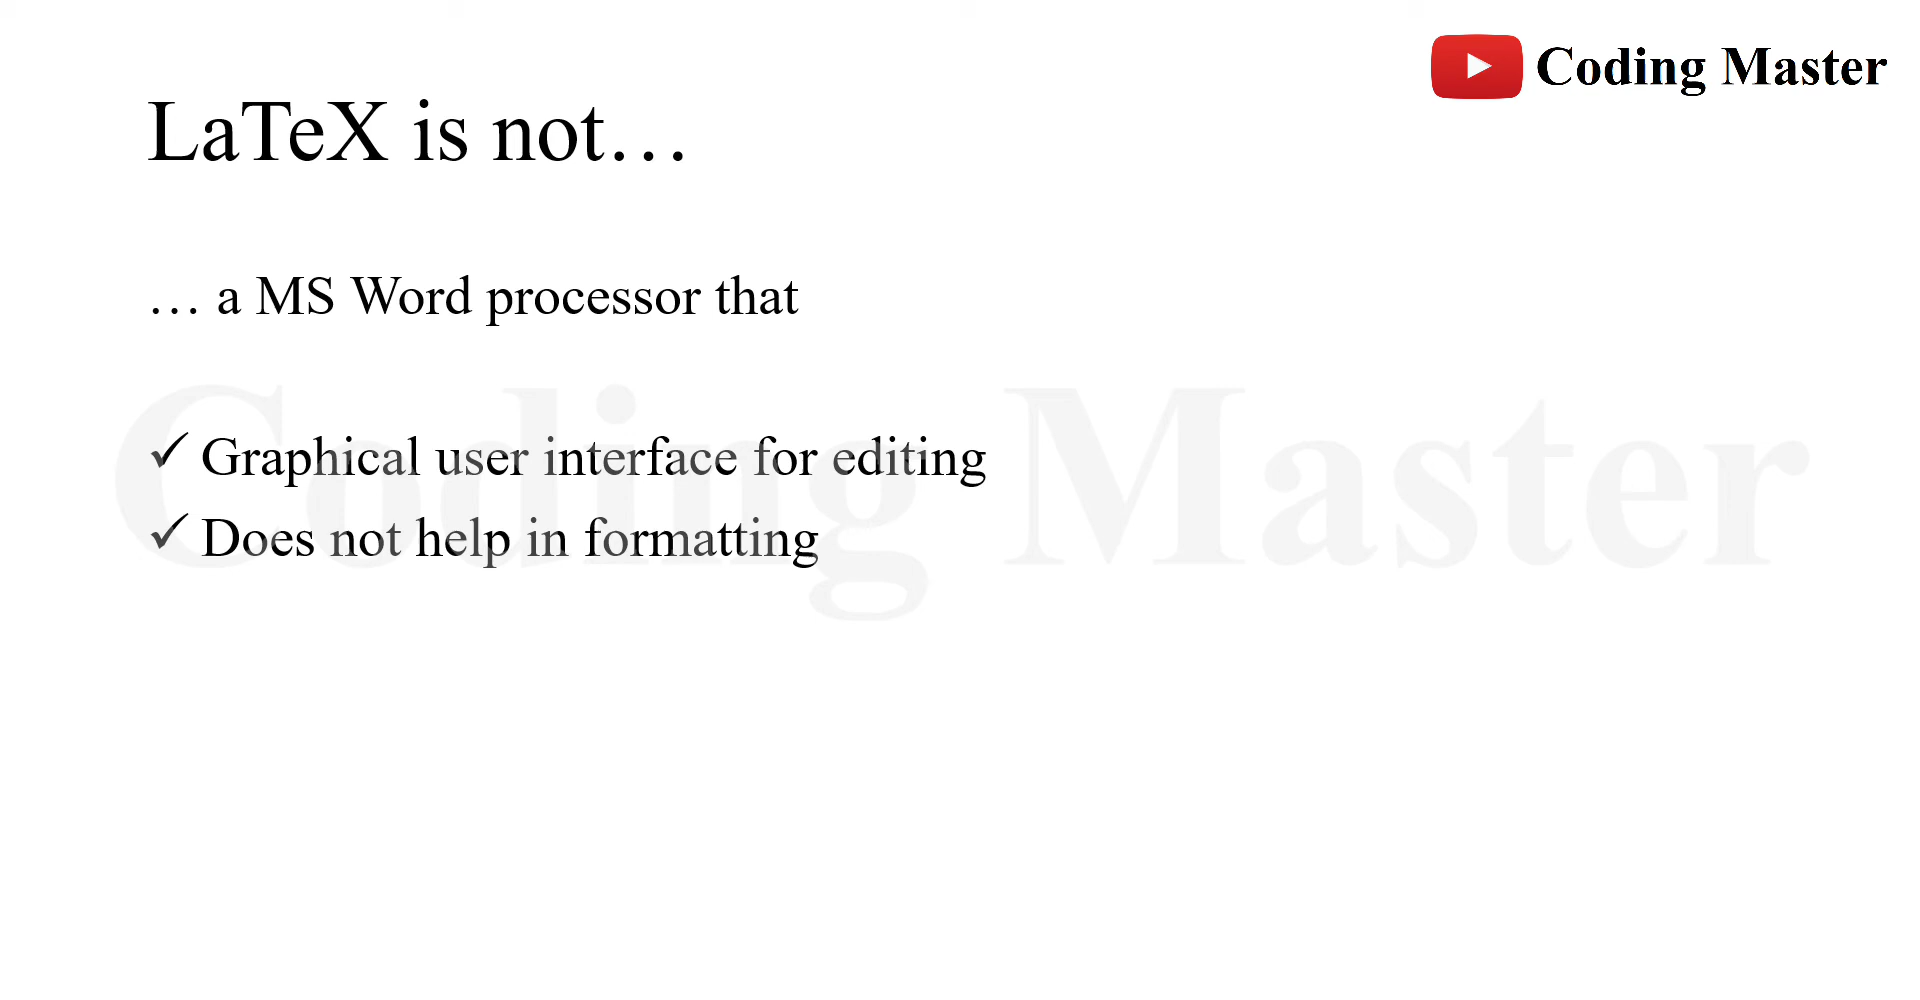 Coding Master
LaTeX is not…
… a MS Word processor that
✓ Graphical user interface for editing
✓ Does not help in formatting
Coding Master